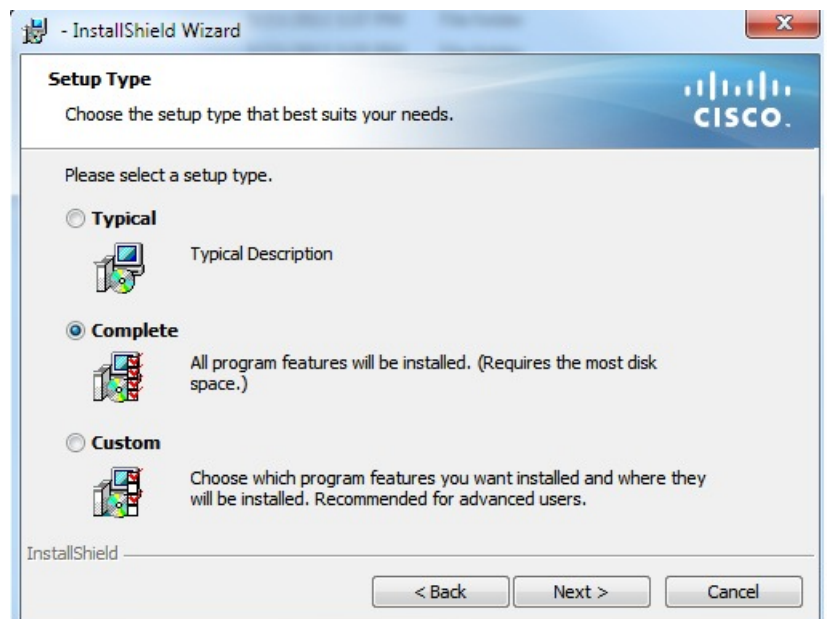 - InstallShield Wizard
Setup Type
Choose the setup type that best suits your needs.
CISCO.
Please select a setup type.
Typical
Typical Description
Complete
All program features will be installed. (Requires the most disk
space.)
Custom
Choose which program features you want installed and where they
will be installed. Recommended for advanced users.
InstallShield
< Back
Next >
Cancel